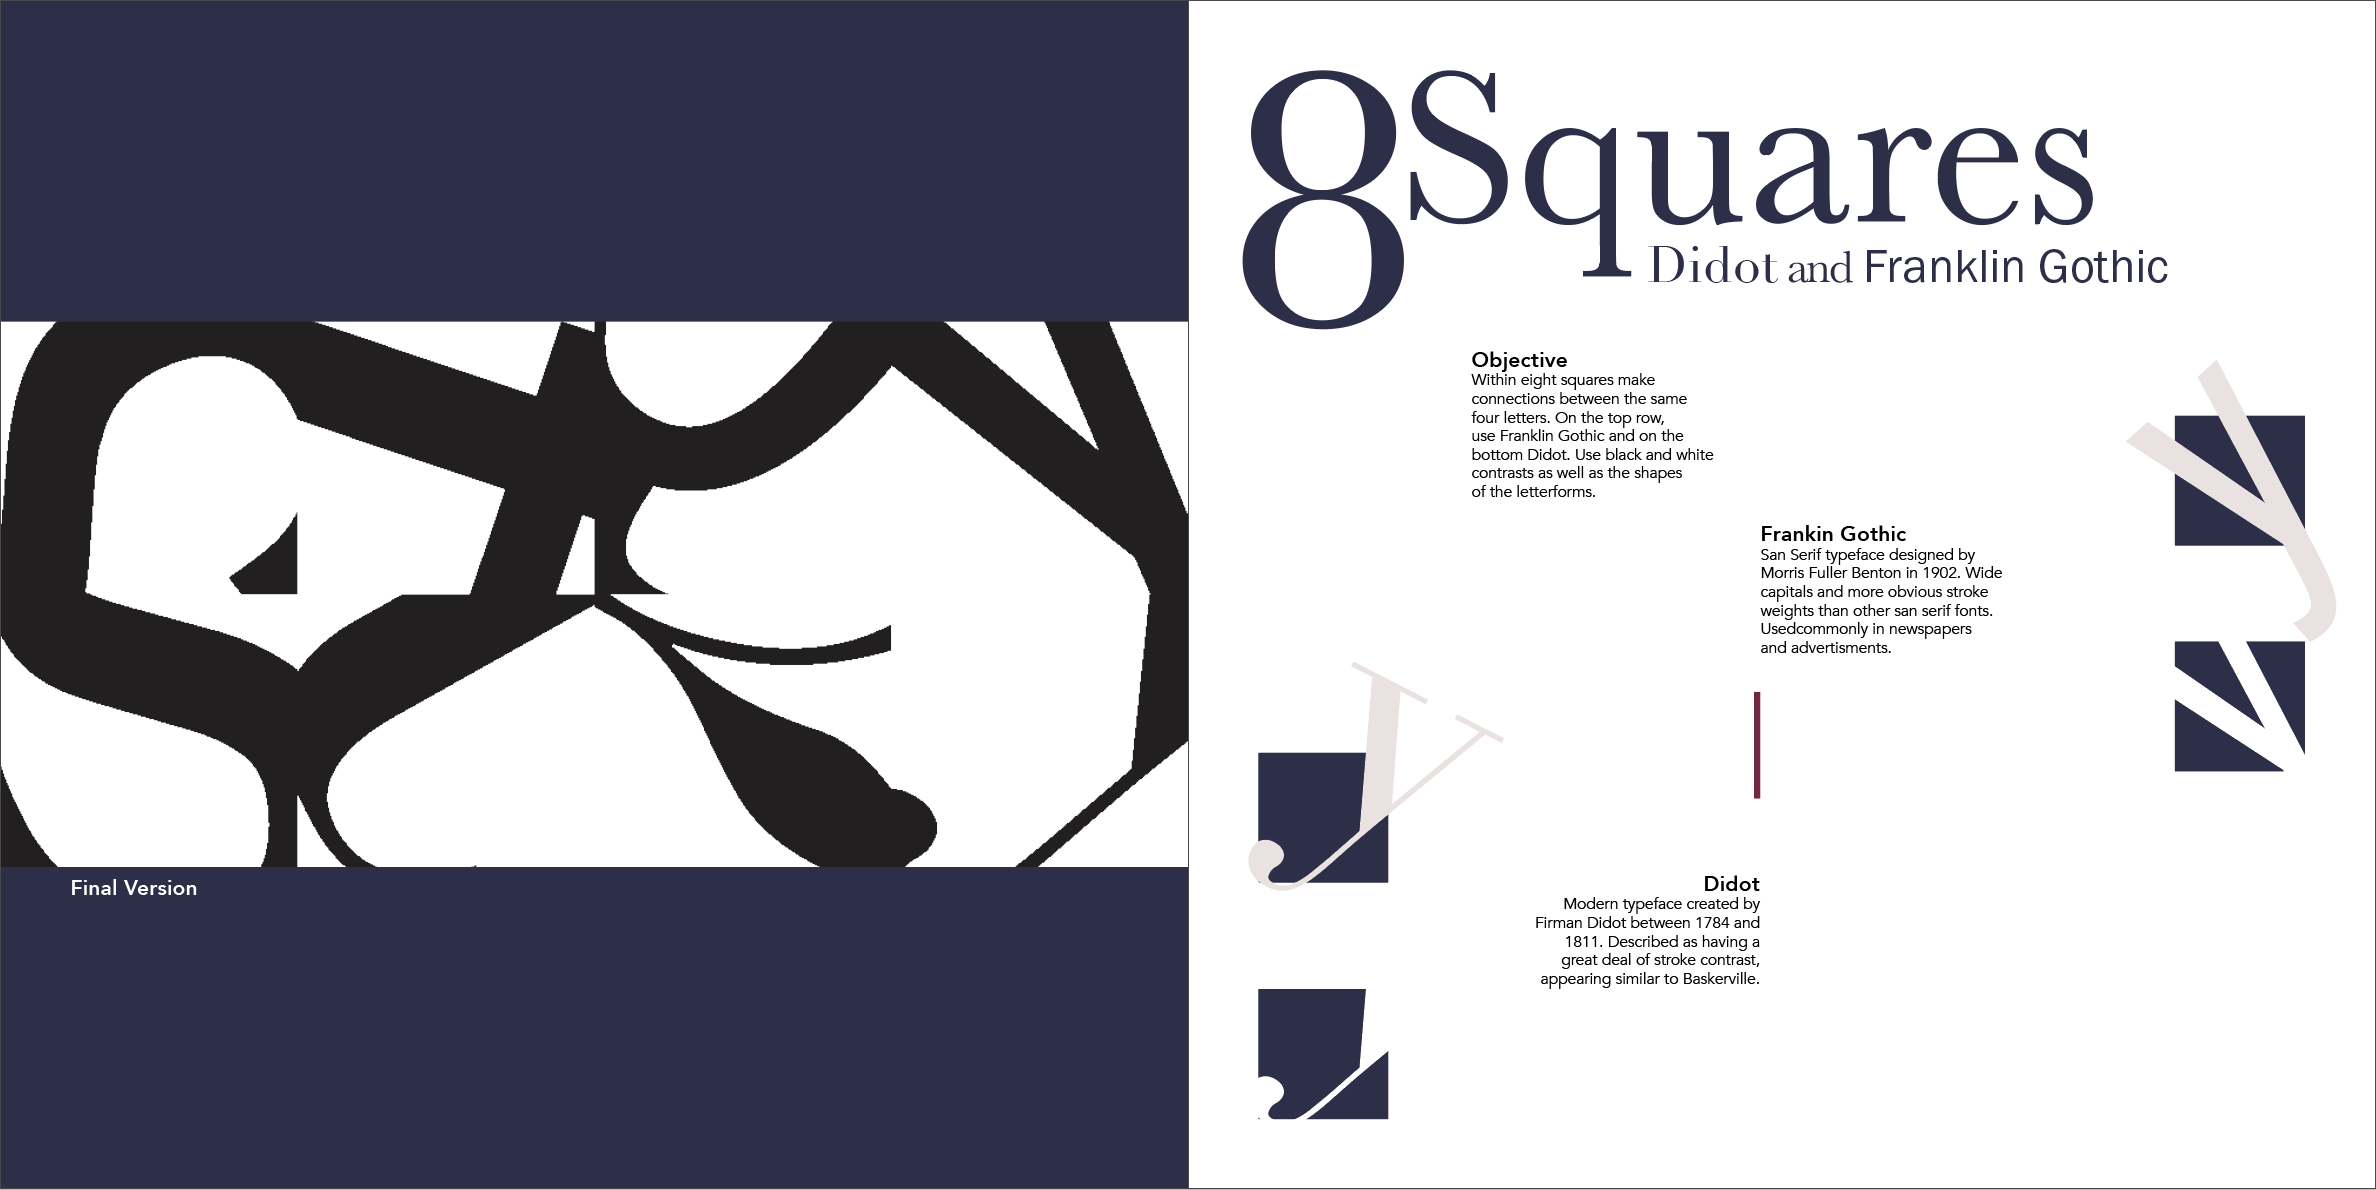 8Squares
Didot and Franklin Gothic
Objective
Within eight squares make
connections between the same
four letters. On the top row,
use Franklin Gothic and on the
bottom Didot. Use black and white
contrasts as well as the shapes
of the letterforms.
Frankin Gothic
San Serif typeface designed by
Morris Fuller Benton in 1902. Wide
capitals and more obvious stroke
weights than other san serif fonts.
Usedcommonly in newspapers
and advertisments.
y
y
Didot
Modern typeface created by
Firman Didot between 1784 and
1811. Described as having a
great deal of stroke contrast,
appearing similar to Baskerville.
Final Version